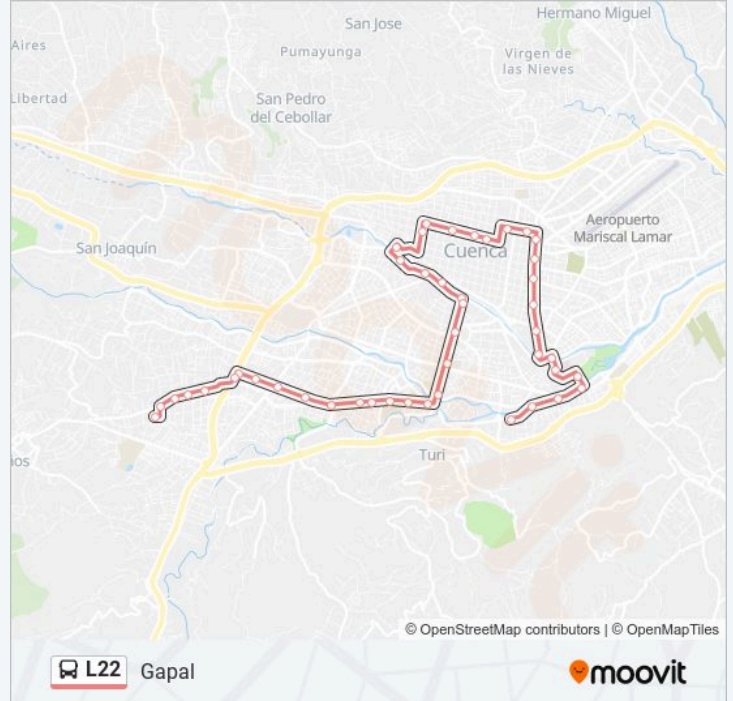 San Jose
Hermano Miguel
Aires
Pumayunga
Virgen de
las Nieves
Libertad
San Pedro
del Cebollar
Aeropuerto
Mariscal Lamar
San Joaquín
Cuenca
Turi
os
© OpenStreetMap contributors | © OpenMapTiles
L22 Gapal
moovit